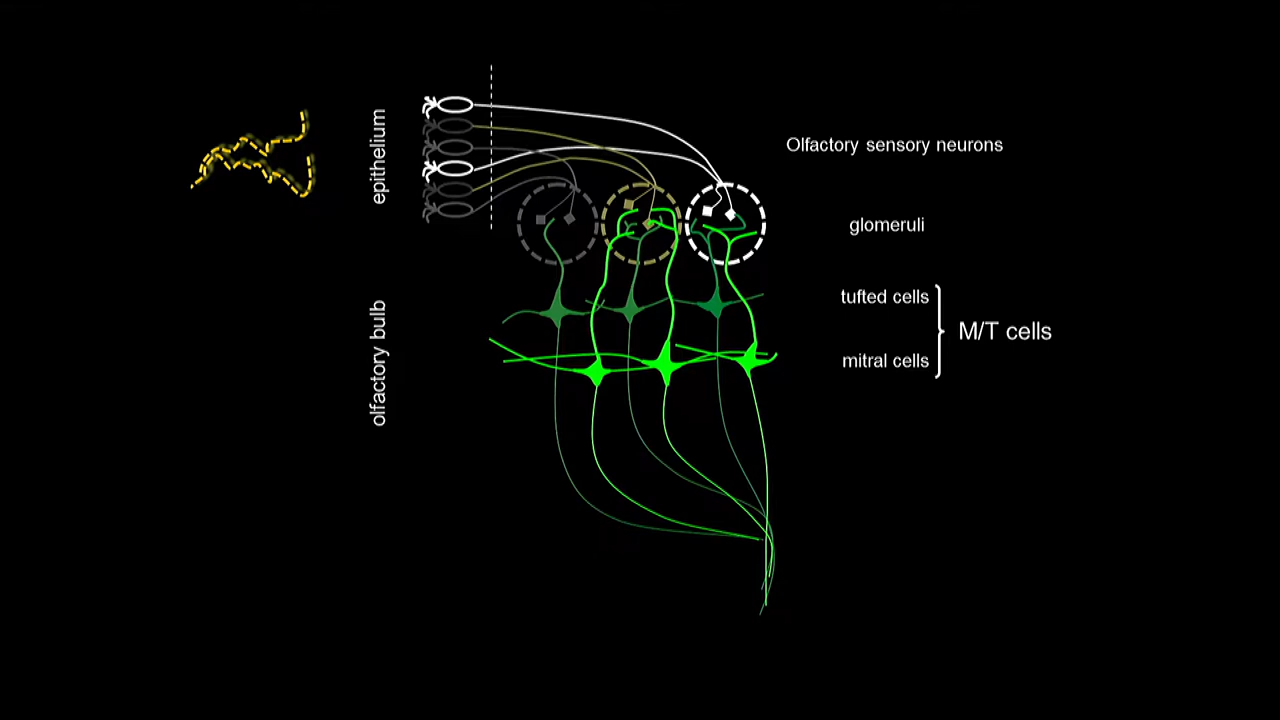 epithelium
Olfactory sensory neurons
glomeruli
olfactory bulb
tufted cells
mitral cells
M/T cells